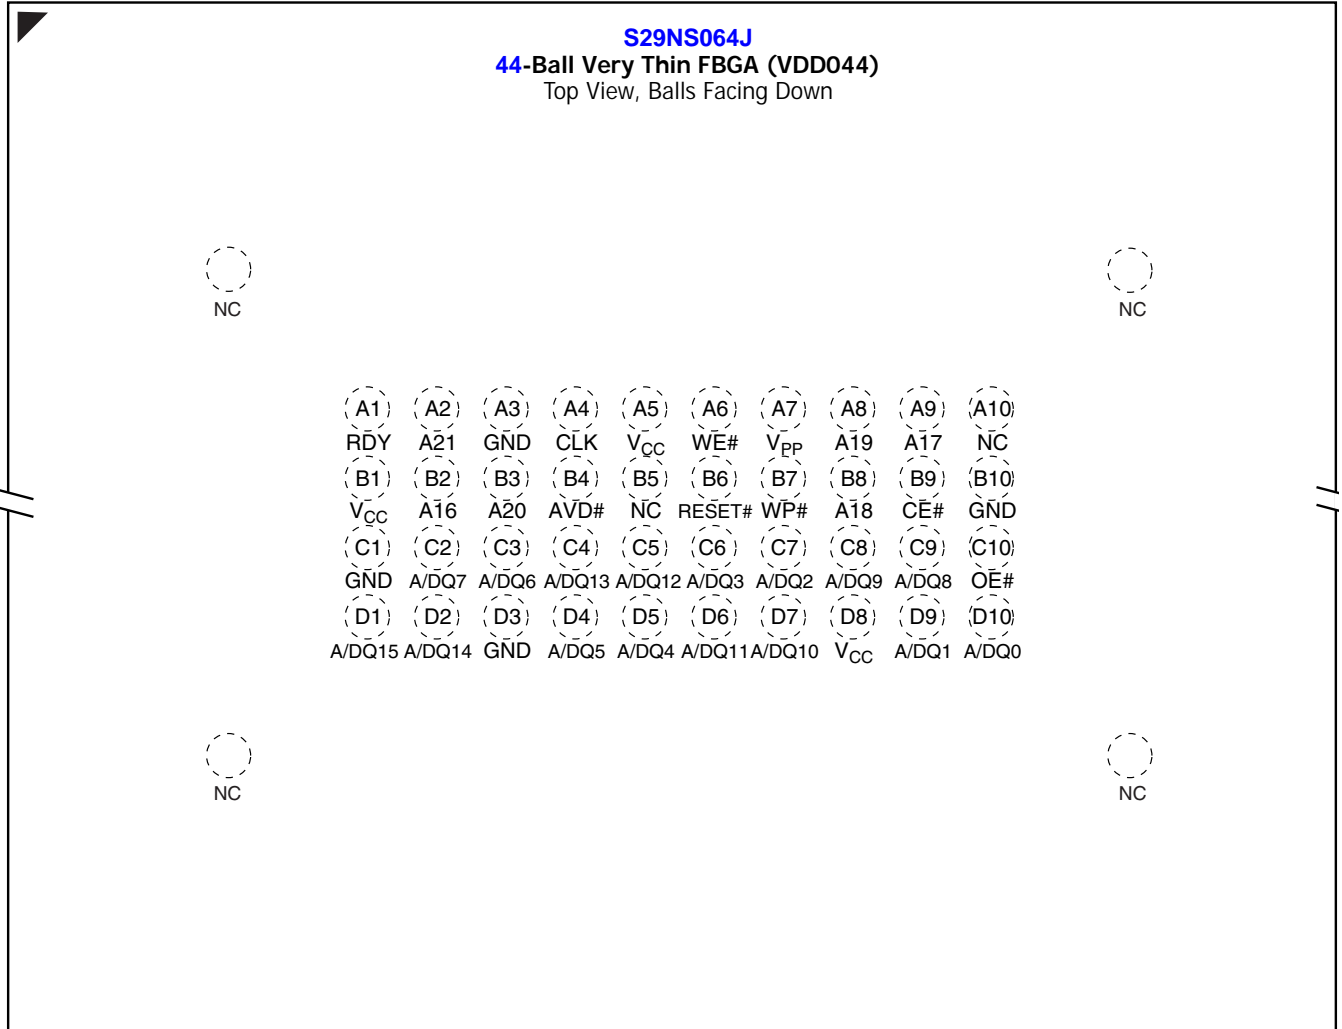 S29NS064J
44-Ball Very Thin FBGA (VDD044)
Top View, Balls Facing Down
NC NC
A1 A2 A3 A4 A5 A6 A7 A8 A9 A10
RDY A21 GND CLK VCC WE# VPP A19 A17 NC
B1 B2 B3 B4 B5 B6 B7 B8 B9 B10
VCC A16 A20 AVD# NC RESET# WP# A18 CE# GND
C1 C2 C3 C4 C5 C6 C7 C8 C9 C10
GND A/DQ7 A/DQ6 A/DQ13 A/DQ12 A/DQ3 A/DQ2 A/DQ9 A/DQ8 OE#
D1 D2 D3 D4 D5 D6 D7 D8 D9 D10
A/DQ15 A/DQ14 GND A/DQ5 A/DQ4 A/DQ11 A/DQ10 VCC A/DQ1 A/DQ0
NC NC